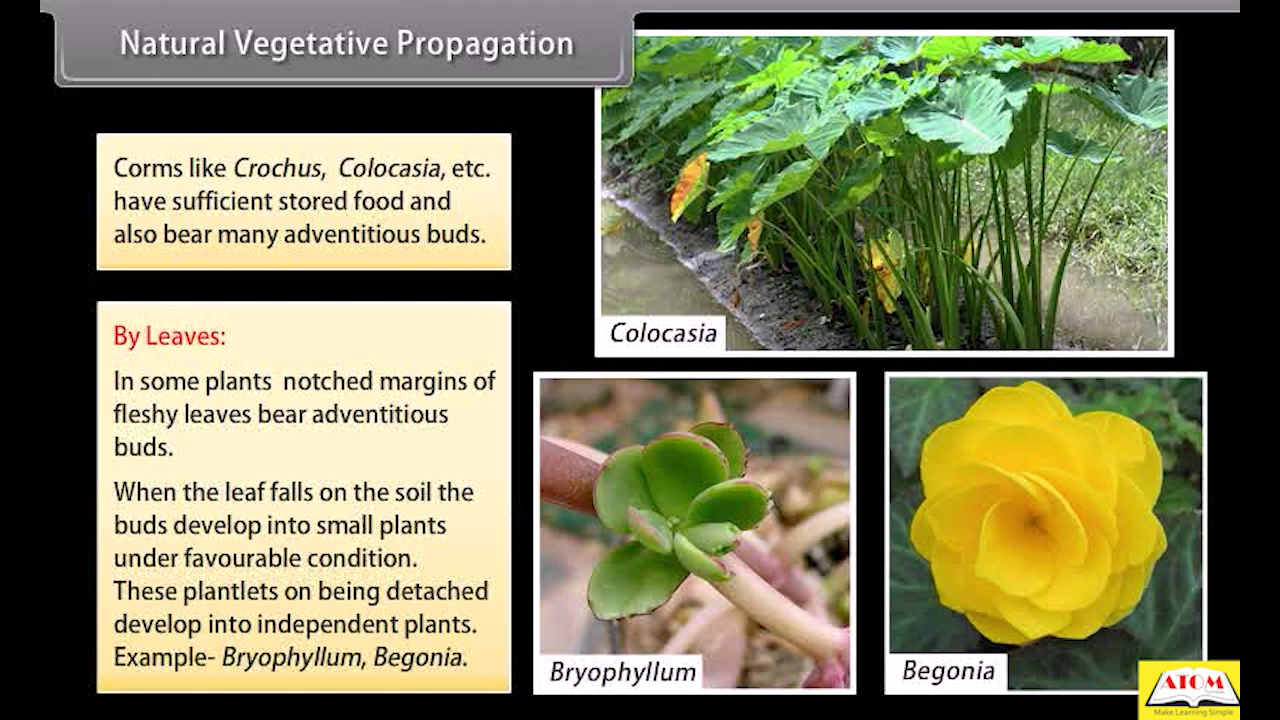 Natural Vegetative Propagation
Corms like Crochus, Colocasia, etc.
have sufficient stored food and
also bear many adventitious buds.
By Leaves:
In some plants notched margins of
fleshy leaves bear adventitious
buds.
When the leaf falls on the soil the
buds develop into small plants
under favourable condition.
These plantlets on being detached
develop into independent plants.
Example- Bryophyllum, Begonia.
Colocasia
Bryophyllum
Begonia
ATOM
Make Learning Simple